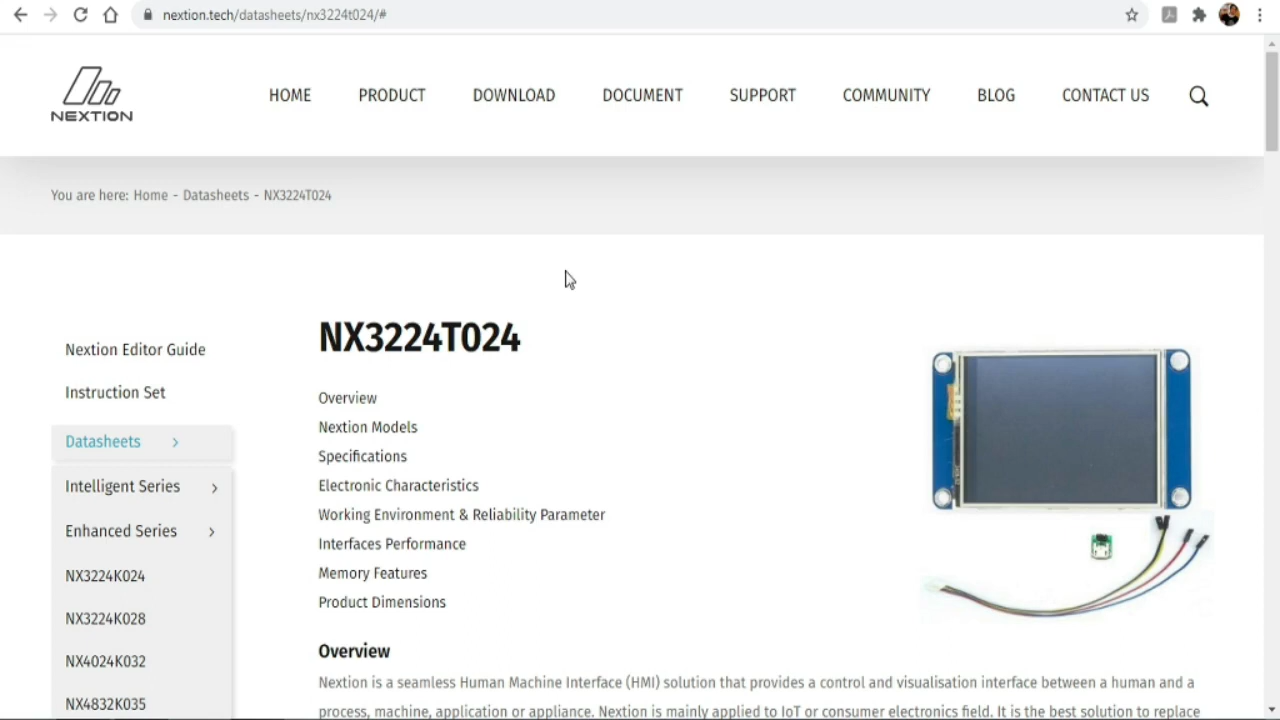 nextion.tech/datasheets/nx3224t024/#
NEXTION
HOME PRODUCT DOWNLOAD DOCUMENT SUPPORT COMMUNITY BLOG CONTACT US
You are here: Home - Datasheets - NX3224T024
NX3224T024
Nextion Editor Guide
Instruction Set
Datasheets
Intelligent Series
Enhanced Series
NX3224K024
NX3224K028
NX4024K032
NX4832K035
Overview
Nextion Models
Specifications
Electronic Characteristics
Working Environment & Reliability Parameter
Interfaces Performance
Memory Features
Product Dimensions
Overview
Nextion is a seamless Human Machine Interface (HMI) solution that provides a control and visualisation interface between a human and a
process, machine, application or appliance. Nextion is mainly applied to IoT or consumer electronics field. It is the best solution to replace